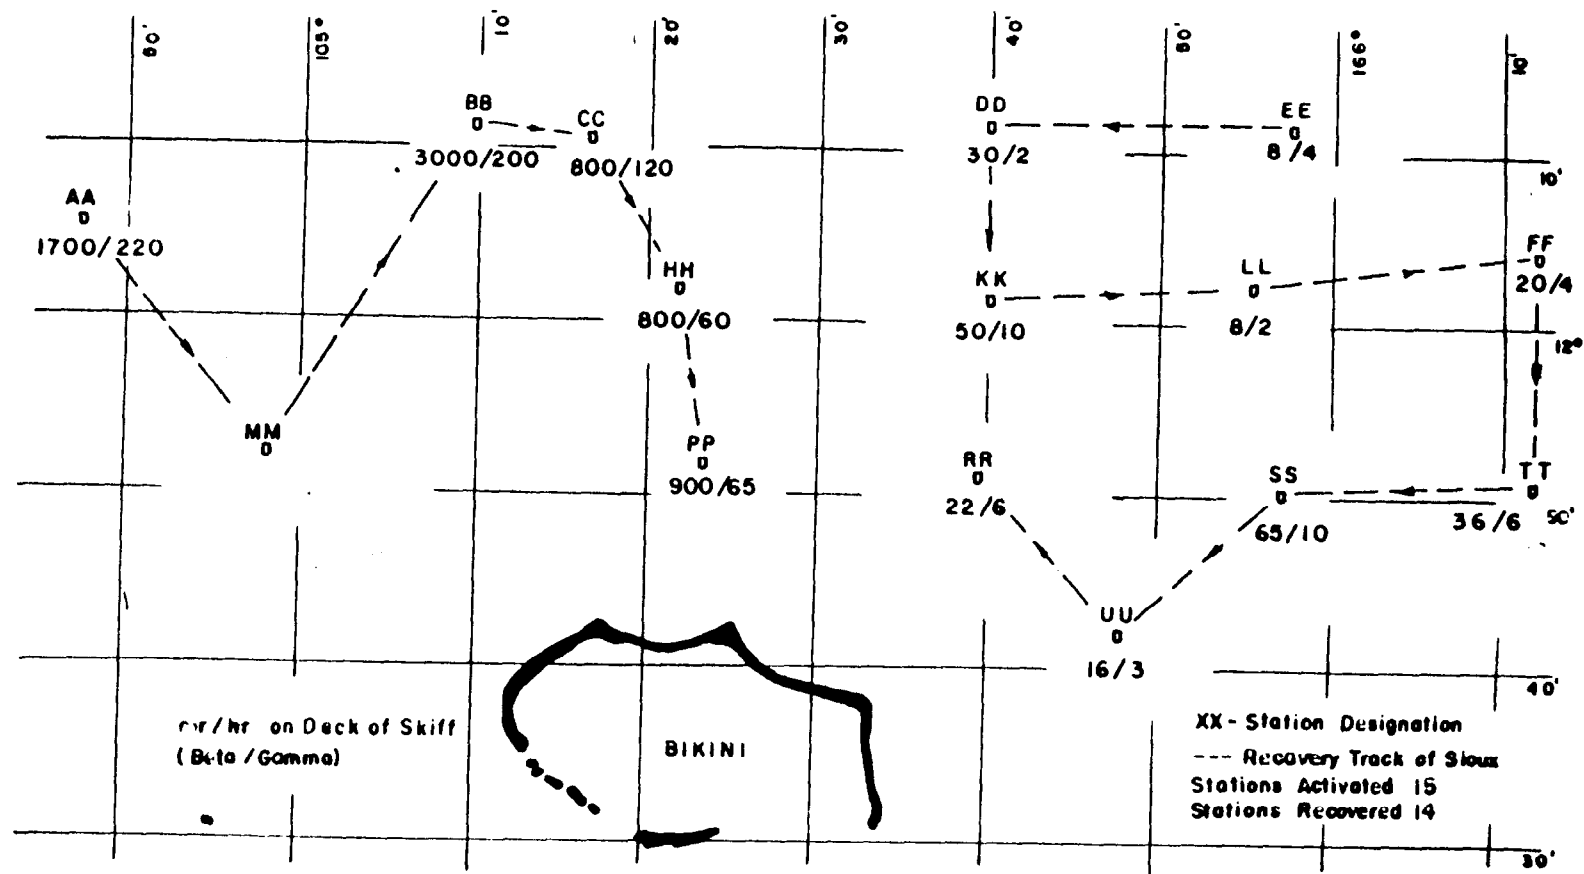 50'
105°
10'
20'
30'
40'
50'
166°
10'
BB
CC
DD
EE
3000/200
800/120
30/2
8/4
10'
AA
1700/220
FF
HH
KK
LL
20/4
800/60
50/10
8/2
12°
MM
PP
RR
SS
TT
900/65
22/6
65/10
36/6
50'
UU
16/3
40'
mr/hr on Deck of Skiff
(Beta/Gamma)
BIKINI
XX - Station Designation
--- Recovery Track of Sioux
Stations Activated 15
Stations Recovered 14
30'